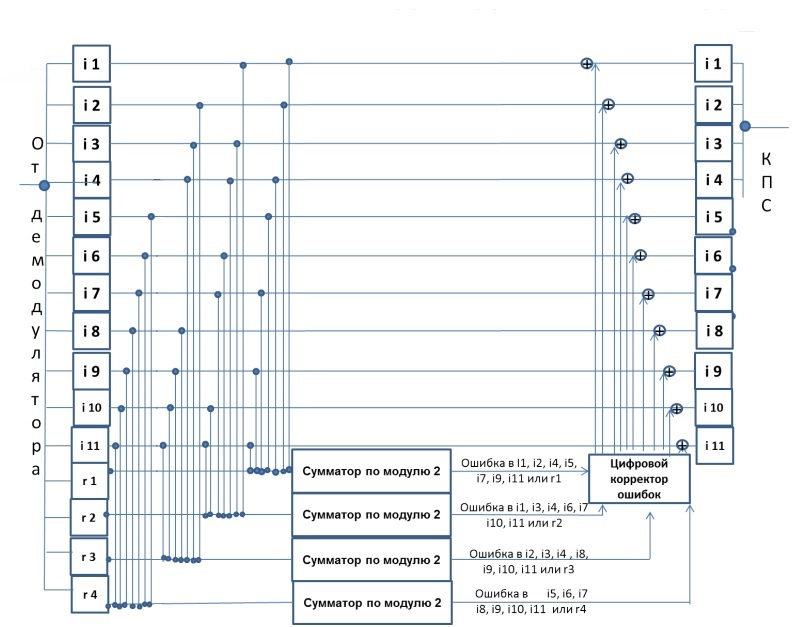 От демодулятора
i 1
i 2
i 3
i 4
i 5
i 6
i 7
i 8
i 9
i 10
i 11
r 1
r 2
r 3
r 4
Сумматор по модулю 2
Ошибка в I1, i2, i4, i5,
i7, i9, i11 или r1
Сумматор по модулю 2
Ошибка в i1, i3, i4, i6, i7
i10, i11 или r2
Сумматор по модулю 2
Ошибка в i2, i3, i4 , i8,
i9, i10, i11 или r3
Сумматор по модулю 2
Ошибка в i5, i6, i7
i8, i9, i10, i11 или r4
Цифровой
корректор
ошибок
i 1
i 2
i 3
i 4
i 5
i 6
i 7
i 8
i 9
i 10
i 11
КПС